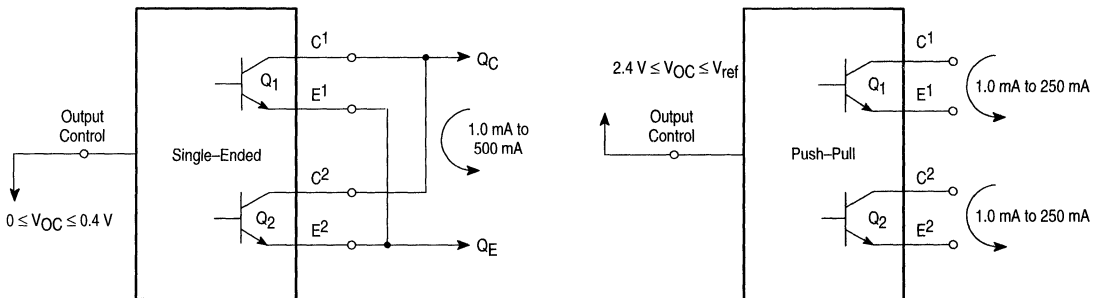 C1
Q1
E1
QC
Output
Control
Single–Ended
1.0 mA to
500 mA
C2
Q2
E2
QE
0 ≤ VOC ≤ 0.4 V
2.4 V ≤ VOC ≤ Vref
Output
Control
Push–Pull
C1
Q1
E1
1.0 mA to 250 mA
C2
Q2
E2
1.0 mA to 250 mA